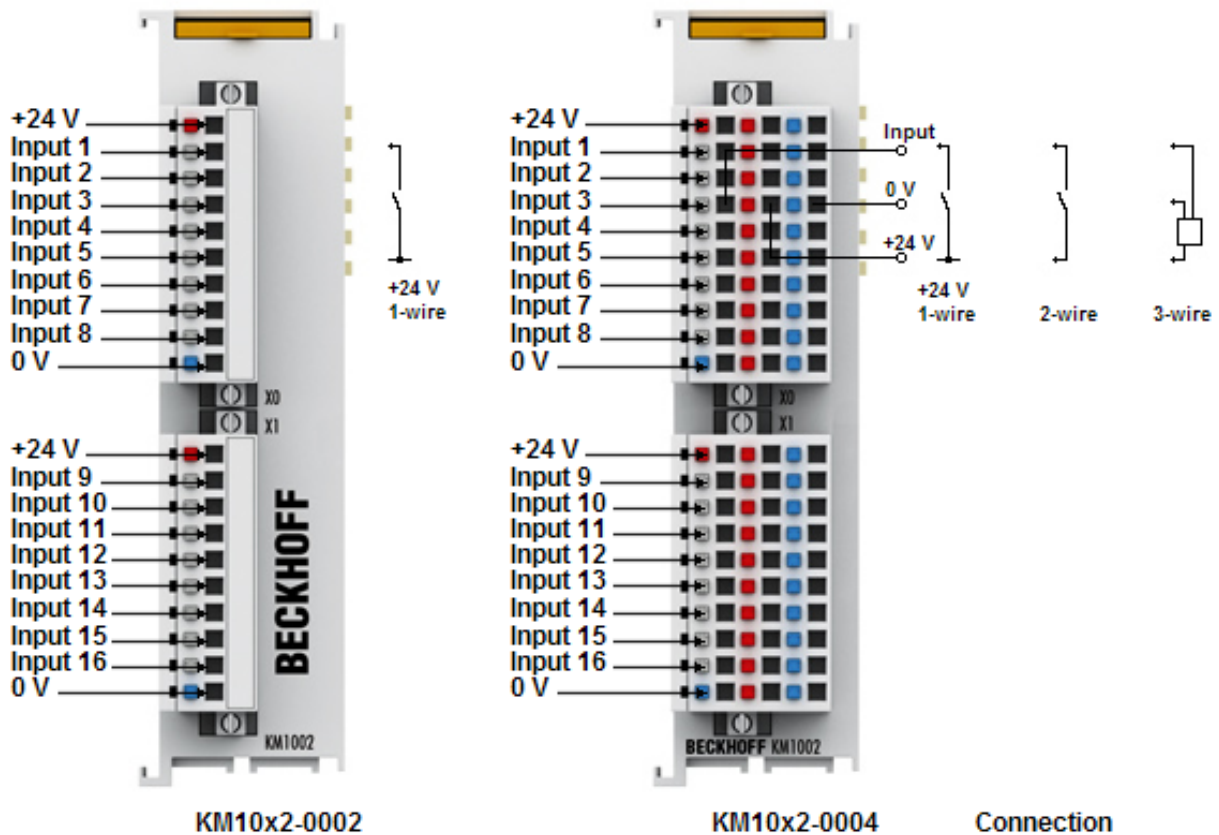 +24 V
Input 1
Input 2
Input 3
Input 4
Input 5
Input 6
Input 7
Input 8
0 V
X0
X1
+24 V
Input 9
Input 10
Input 11
Input 12
Input 13
Input 14
Input 15
Input 16
0 V
BECKHOFF
KM1002
+24 V
1-wire
KM10x2-0002
+24 V
Input 1
Input 2
Input 3
Input 4
Input 5
Input 6
Input 7
Input 8
0 V
X0
X1
+24 V
Input 9
Input 10
Input 11
Input 12
Input 13
Input 14
Input 15
Input 16
0 V
BECKHOFF KM1002
KM10x2-0004
Input
0 V
+24 V
+24 V
1-wire
2-wire
3-wire
Connection